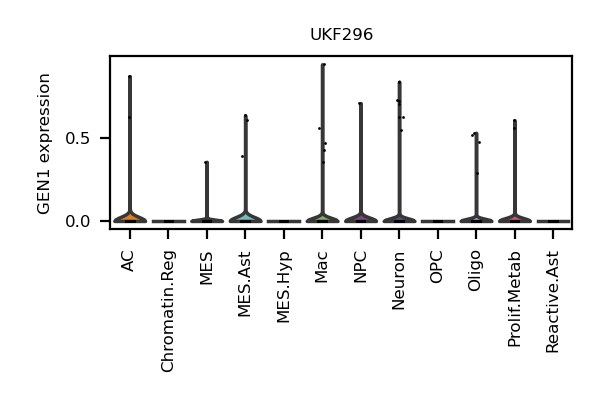 UKF296
GEN1 expression
0.5
0.0
AC
Chromatin.Reg
MES
MES.Ast
MES.Hyp
Mac
NPC
Neuron
OPC
Oligo
Prolif.Metab
Reactive.Ast